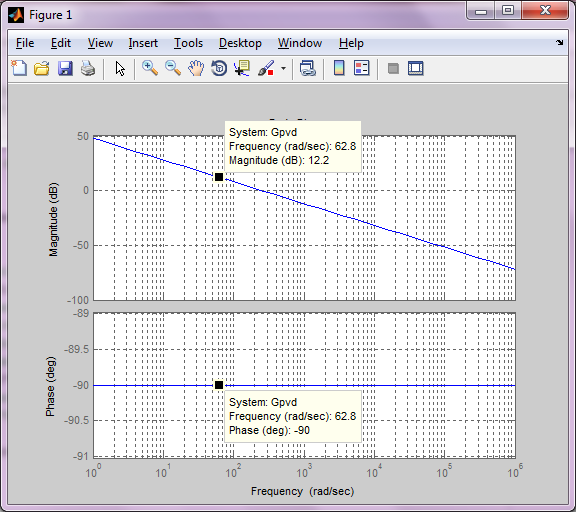 Figure 1
File Edit View Insert Tools Desktop Window Help
System: Gpvd
Frequency (rad/sec): 62.8
Magnitude (dB): 12.2
50
0
-50
-100
Magnitude (dB)
-89
-89.5
-90
-90.5
-91
Phase (deg)
System: Gpvd
Frequency (rad/sec): 62.8
Phase (deg): -90
10^0 10^1 10^2 10^3 10^4 10^5 10^6
Frequency (rad/sec)